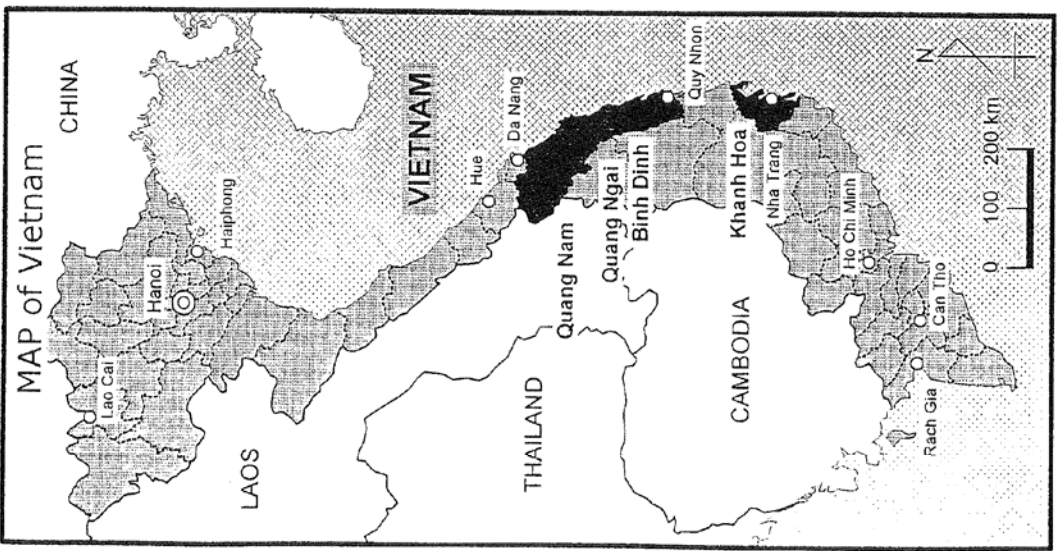 MAP of Vietnam
CHINA
Lao Cai
Hanoi
Haiphong
LAOS
VIETNAM
Hue
Da Nang
THAILAND
Quang Nam
Quang Ngai
Binh Dinh
Quy Nhon
CAMBODIA
Khanh Hoa
Nha Trang
Ho Chi Minh
Can Tho
Rach Gia
N
0 100 200 km